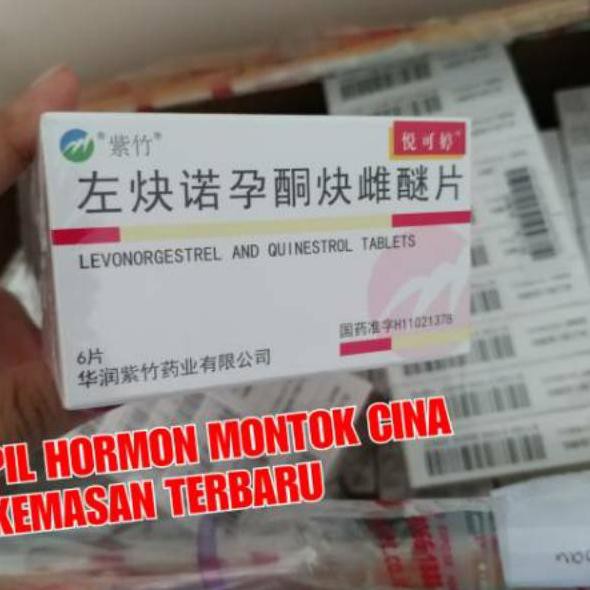 紫竹®
悦可婷™
左炔诺孕酮炔雌醚片
LEVONORGESTREL AND QUINESTROL TABLETS
国药准字H11021378
6片
华润紫竹药业有限公司
PIL HORMON MONTOK CINA
KEMASAN TERBARU